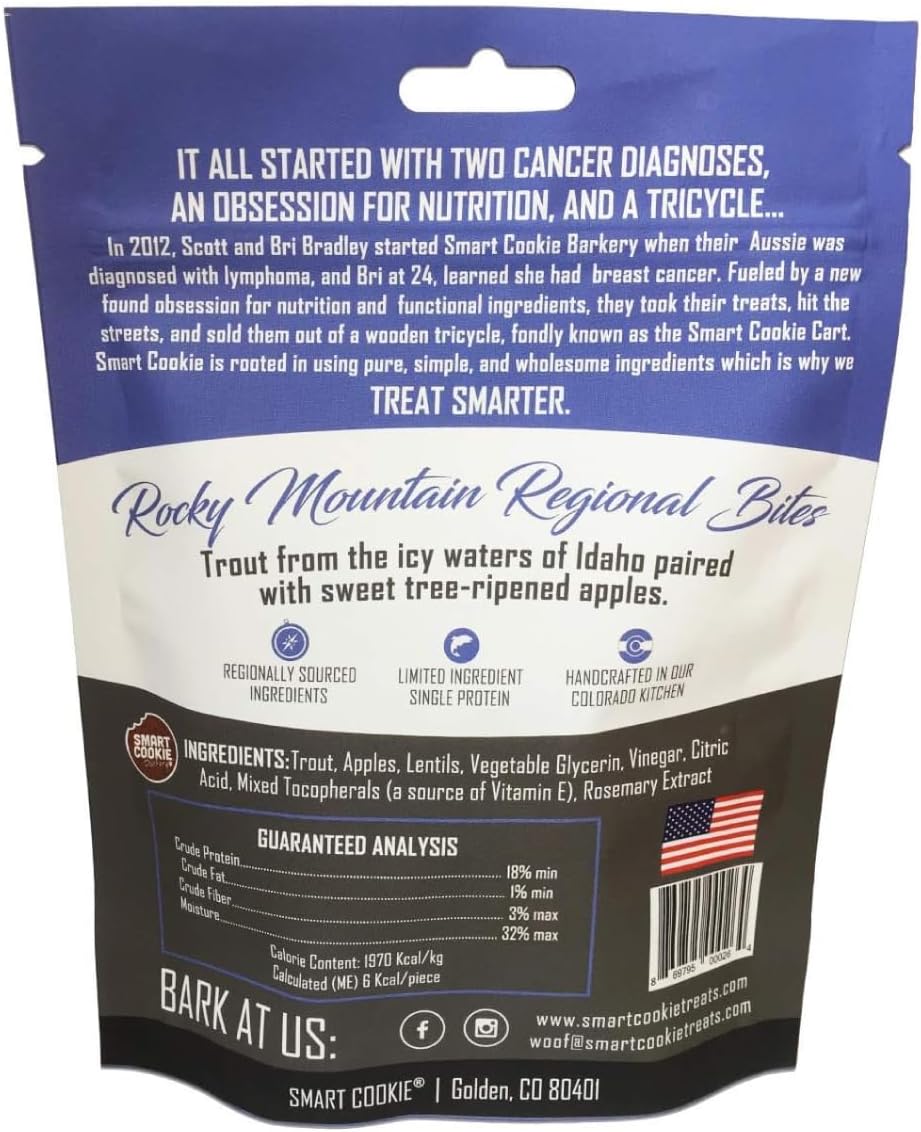 IT ALL STARTED WITH TWO CANCER DIAGNOSES,
AN OBSESSION FOR NUTRITION, AND A TRICYCLE...
In 2012, Scott and Bri Bradley started Smart Cookie Barkery when their Aussie was
diagnosed with lymphoma, and Bri at 24, learned she had breast cancer. Fueled by a new
found obsession for nutrition and functional ingredients, they took their treats, hit the
streets, and sold them out of a wooden tricycle, fondly known as the Smart Cookie Cart.
Smart Cookie is rooted in using pure, simple, and wholesome ingredients which is why we
TREAT SMARTER.
Rocky Mountain Regional Bites
Trout from the icy waters of Idaho paired
with sweet tree-ripened apples.
REGIONALLY SOURCED
INGREDIENTS
LIMITED INGREDIENT
SINGLE PROTEIN
HANDCRAFTED IN OUR
COLORADO KITCHEN
SMART
COOKIE
Barkery
INGREDIENTS:Trout, Apples, Lentils, Vegetable Glycerin, Vinegar, Citric
Acid, Mixed Tocopherals (a source of Vitamin E), Rosemary Extract
GUARANTEED ANALYSIS
Crude Protein 18% min
Crude Fat 1% min
Crude Fiber 3% max
Moisture 32% max
Calorie Content: 1970 Kcal/kg
Calculated (ME) 6 Kcal/piece
8 69795 00026 4
BARK AT US:
www.smartcookietreats.com
woof@smartcookietreats.com
SMART COOKIE® | Golden, CO 80401